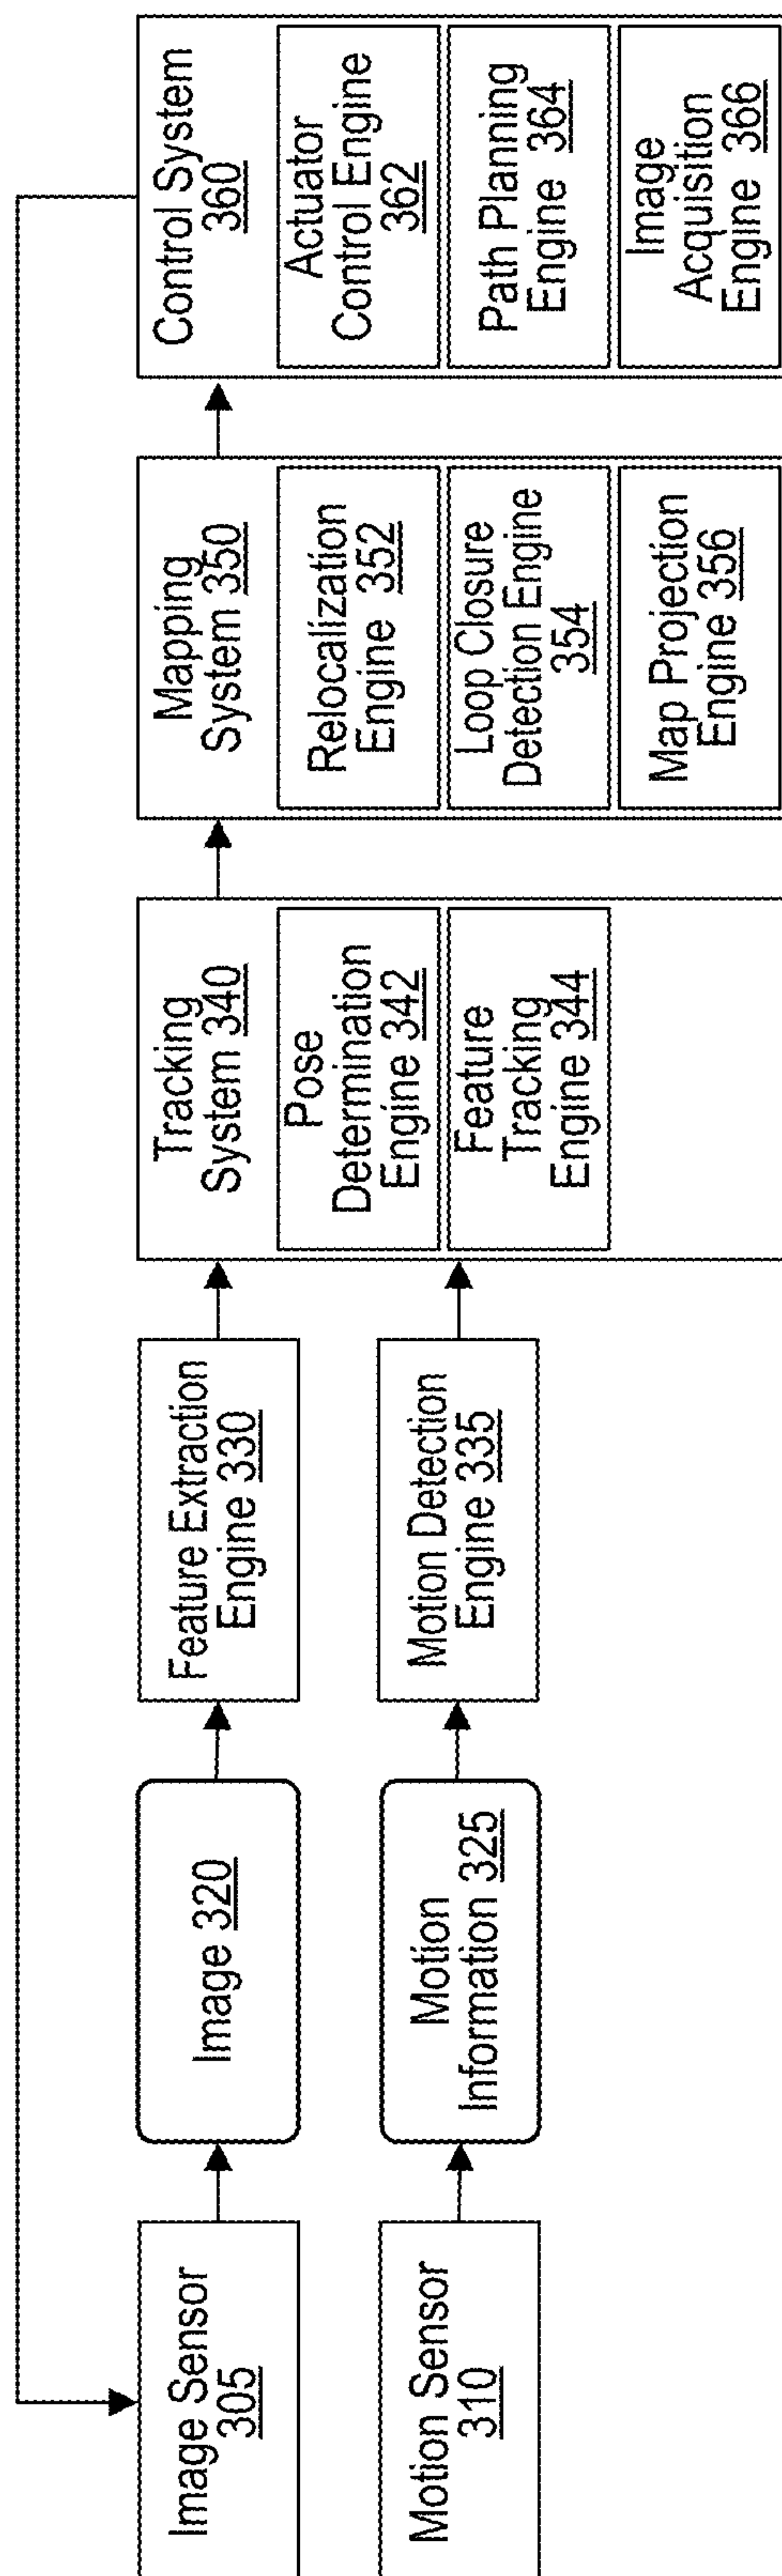 Image Sensor
305
Motion Sensor
310
Image 320
Motion
Information 325
Feature Extraction
Engine 330
Motion Detection
Engine 335
Tracking
System 340
Pose
Determination
Engine 342
Feature
Tracking
Engine 344
Mapping
System 350
Relocalization
Engine 352
Loop Closure
Detection Engine
354
Map Projection
Engine 356
Control System
360
Actuator
Control Engine
362
Path Planning
Engine 364
Image
Acquisition
Engine 366